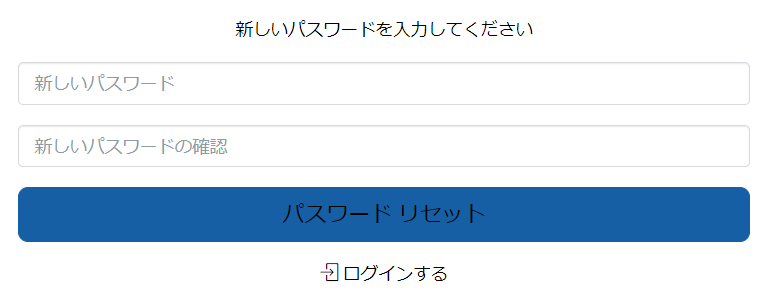 新しいパスワードを入力してください
新しいパスワード
新しいパスワードの確認
パスワード リセット
ログインする